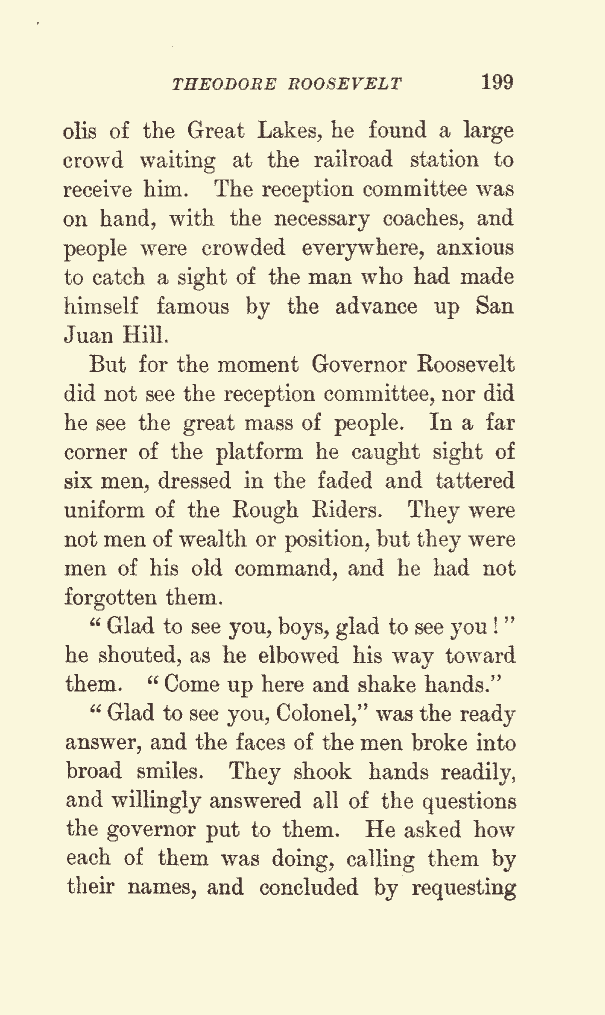 THEODORE ROOSEVELT 199
olis of the Great Lakes, he found a large
crowd waiting at the railroad station to
receive him. The reception committee was
on hand, with the necessary coaches, and
people were crowded everywhere, anxious
to catch a sight of the man who had made
himself famous by the advance up San
Juan Hill.
But for the moment Governor Roosevelt
did not see the reception committee, nor did
he see the great mass of people. In a far
corner of the platform he caught sight of
six men, dressed in the faded and tattered
uniform of the Rough Riders. They were
not men of wealth or position, but they were
men of his old command, and he had not
forgotten them.
“Glad to see you, boys, glad to see you!”
he shouted, as he elbowed his way toward
them. “Come up here and shake hands.”
“Glad to see you, Colonel,” was the ready
answer, and the faces of the men broke into
broad smiles. They shook hands readily,
and willingly answered all of the questions
the governor put to them. He asked how
each of them was doing, calling them by
their names, and concluded by requesting